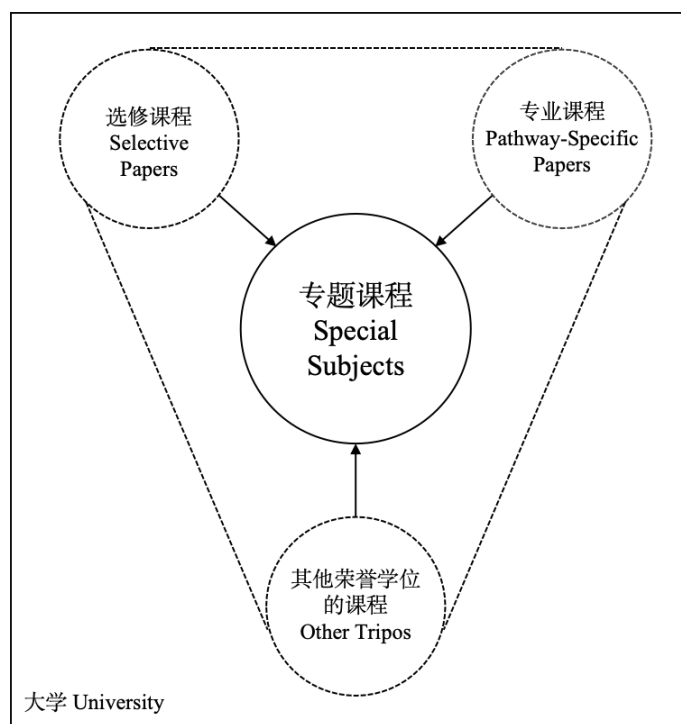 选修课程
Selective
Papers
专业课程
Pathway-Specific
Papers
专题课程
Special
Subjects
其他荣誉学位
的课程
Other Tripos
大学 University